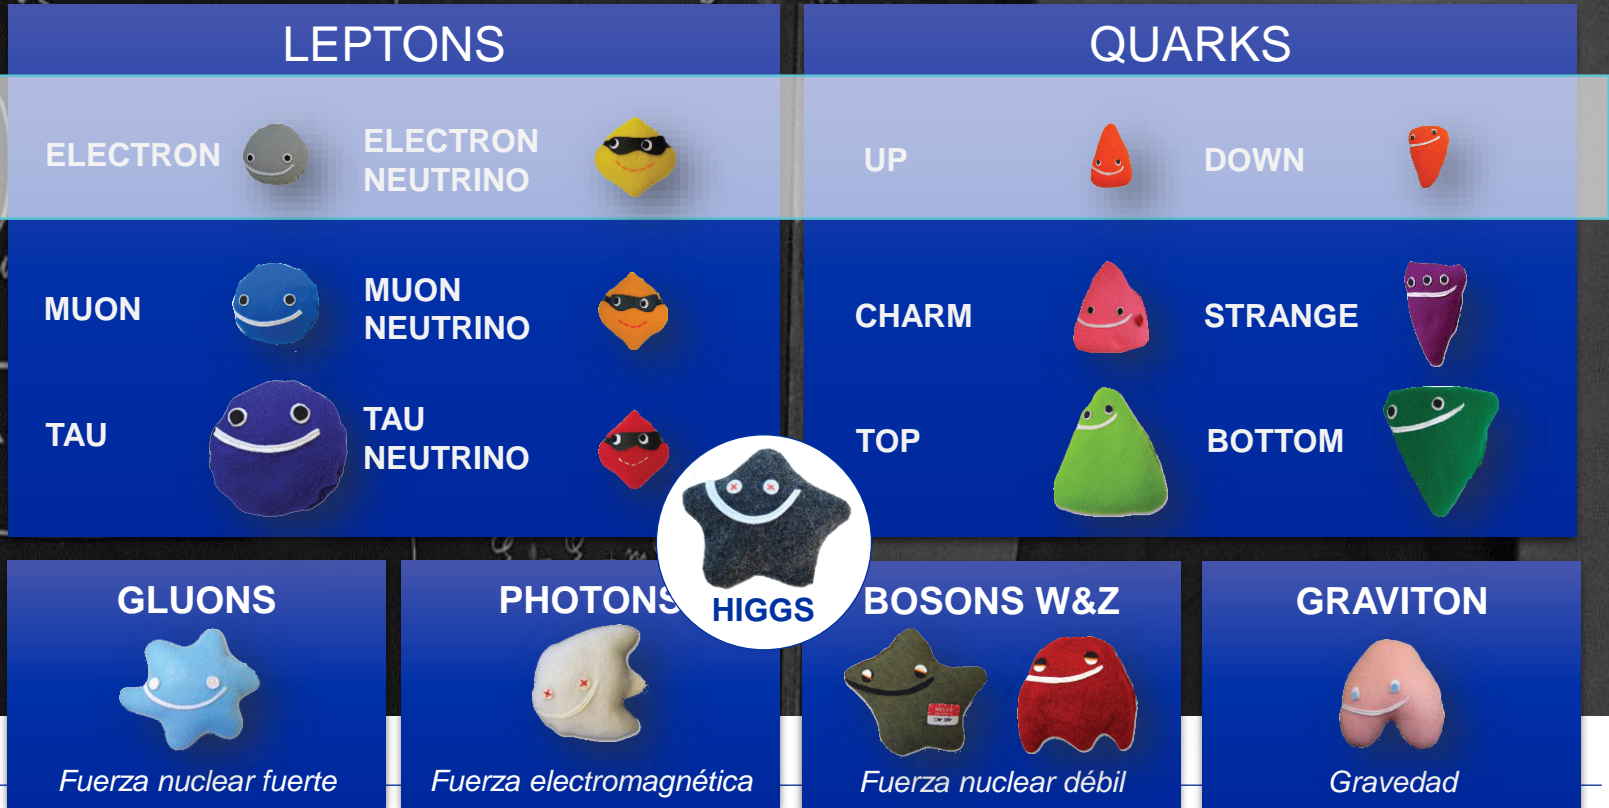 LEPTONS
QUARKS
ELECTRON
ELECTRON
NEUTRINO
UP
DOWN
MUON
MUON
NEUTRINO
CHARM
STRANGE
TAU
TAU
NEUTRINO
TOP
BOTTOM
HIGGS
GLUONS
PHOTONS
BOSONS W&Z
GRAVITON
HELLO
Fuerza nuclear fuerte
Fuerza electromagnética
Fuerza nuclear débil
Gravedad